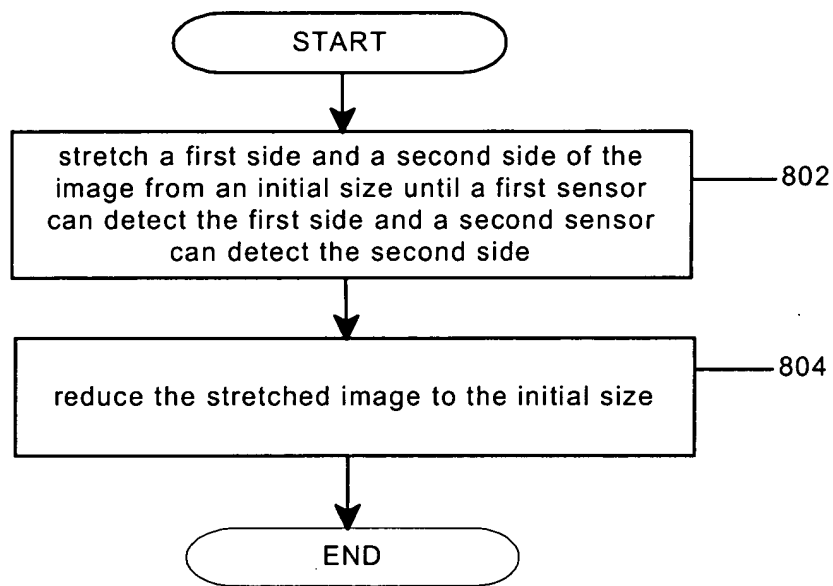 START
stretch a first side and a second side of the
image from an initial size until a first sensor
can detect the first side and a second sensor
can detect the second side
802
reduce the stretched image to the initial size
804
END